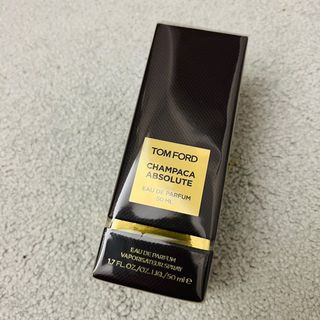 TOM FORD
CHAMPACA
ABSOLUTE
EAU DE PARFUM
50 ML
EAU DE PARFUM
VAPORISATEUR SPRAY
1.7 FL.OZ./OZ.LIQ./50 ml ℮